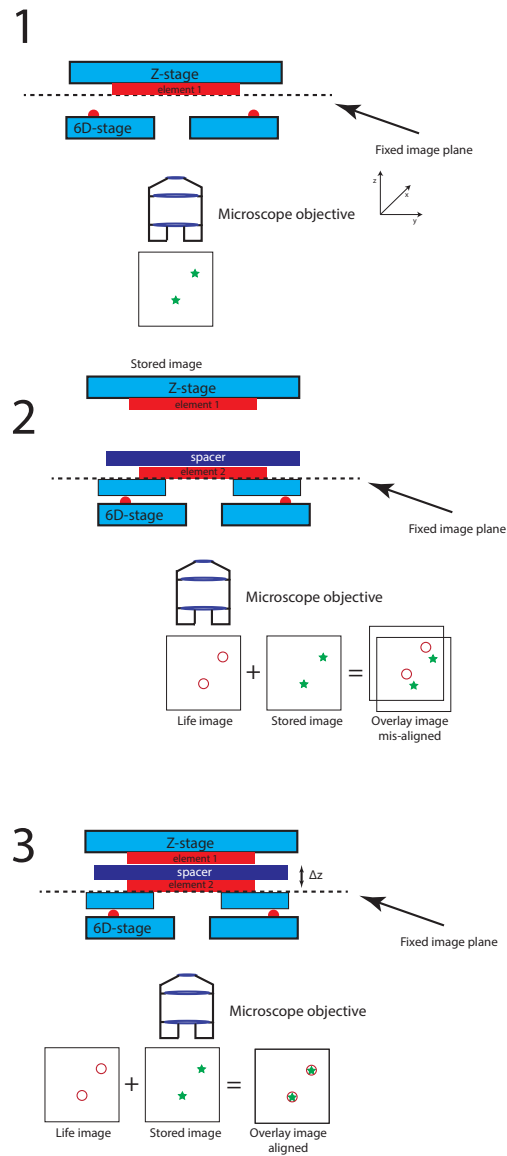 1
Z-stage
element 1
6D-stage
Fixed image plane
z
x
y
Microscope objective
Stored image
2
Z-stage
element 1
spacer
element 2
6D-stage
Fixed image plane
Microscope objective
+
=
Life image
Stored image
Overlay image
mis-aligned
3
Z-stage
element 1
spacer
Δz
element 2
6D-stage
Fixed image plane
Microscope objective
+
=
Life image
Stored image
Overlay image
aligned